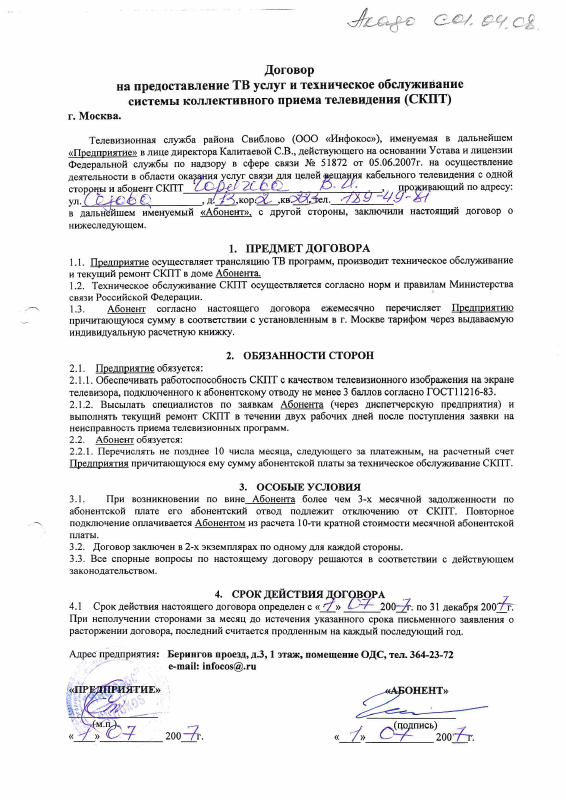 Акадо с 01.04.08.
Договор
на предоставление ТВ услуг и техническое обслуживание
системы коллективного приема телевидения (СКПТ)
г. Москва.
Телевизионная служба района Свиблово (ООО «Инфокос»), именуемая в дальнейшем
«Предприятие» в лице директора Калитаевой С.В., действующего на основании Устава и лицензии
Федеральной службы по надзору в сфере связи № 51872 от 05.06.2007г. на осуществление
деятельности в области оказания услуг связи для целей вещания кабельного телевидения с одной
стороны и абонент СКПТ В.И. проживающий по адресу:
ул. , д. 13, кор. 2 ,кв. ,тел. 189-49-81
в дальнейшем именуемый «Абонент», с другой стороны, заключили настоящий договор о
нижеследующем.
1. ПРЕДМЕТ ДОГОВОРА
1.1. Предприятие осуществляет трансляцию ТВ программ, производит техническое обслуживание
и текущий ремонт СКПТ в доме Абонента.
1.2. Техническое обслуживание СКПТ осуществляется согласно норм и правилам Министерства
связи Российской Федерации.
1.3. Абонент согласно настоящего договора ежемесячно перечисляет Предприятию
причитающуюся сумму в соответствии с установленным в г. Москве тарифом через выдаваемую
индивидуальную расчетную книжку.
2. ОБЯЗАННОСТИ СТОРОН
2.1. Предприятие обязуется:
2.1.1. Обеспечивать работоспособность СКПТ с качеством телевизионного изображения на экране
телевизора, подключенного к абонентскому отводу не менее 3 баллов согласно ГОСТ11216-83.
2.1.2. Высылать специалистов по заявкам Абонента (через диспетчерскую предприятия) и
выполнять текущий ремонт СКПТ в течении двух рабочих дней после поступления заявки на
неисправность приема телевизионных программ.
2.2. Абонент обязуется:
2.2.1. Перечислять не позднее 10 числа месяца, следующего за платежным, на расчетный счет
Предприятия причитающуюся ему сумму абонентской платы за техническое обслуживание СКПТ.
3. ОСОБЫЕ УСЛОВИЯ
3.1. При возникновении по вине Абонента более чем 3-х месячной задолженности по
абонентской плате его абонентский отвод подлежит отключению от СКПТ. Повторное
подключение оплачивается Абонентом из расчета 10-ти кратной стоимости месячной абонентской
платы.
3.2. Договор заключен в 2-х экземплярах по одному для каждой стороны.
3.3. Все спорные вопросы по настоящему договору решаются в соответствии с действующем
законодательством.
4. СРОК ДЕЙСТВИЯ ДОГОВОРА
4.1 Срок действия настоящего договора определен с «1» 07 2007г. по 31 декабря 2007г.
При неполучении сторонами за месяц до истечения указанного срока письменного заявления о
расторжении договора, последний считается продленным на каждый последующий год.
Адрес предприятия: Берингов проезд, д.3, 1 этаж, помещение ОДС, тел. 364-23-72
e-mail: infocos@.ru
«ПРЕДПРИЯТИЕ» «АБОНЕНТ»
(м.п.) (подпись)
«1» 07 2007г. «1» 07 2007г.